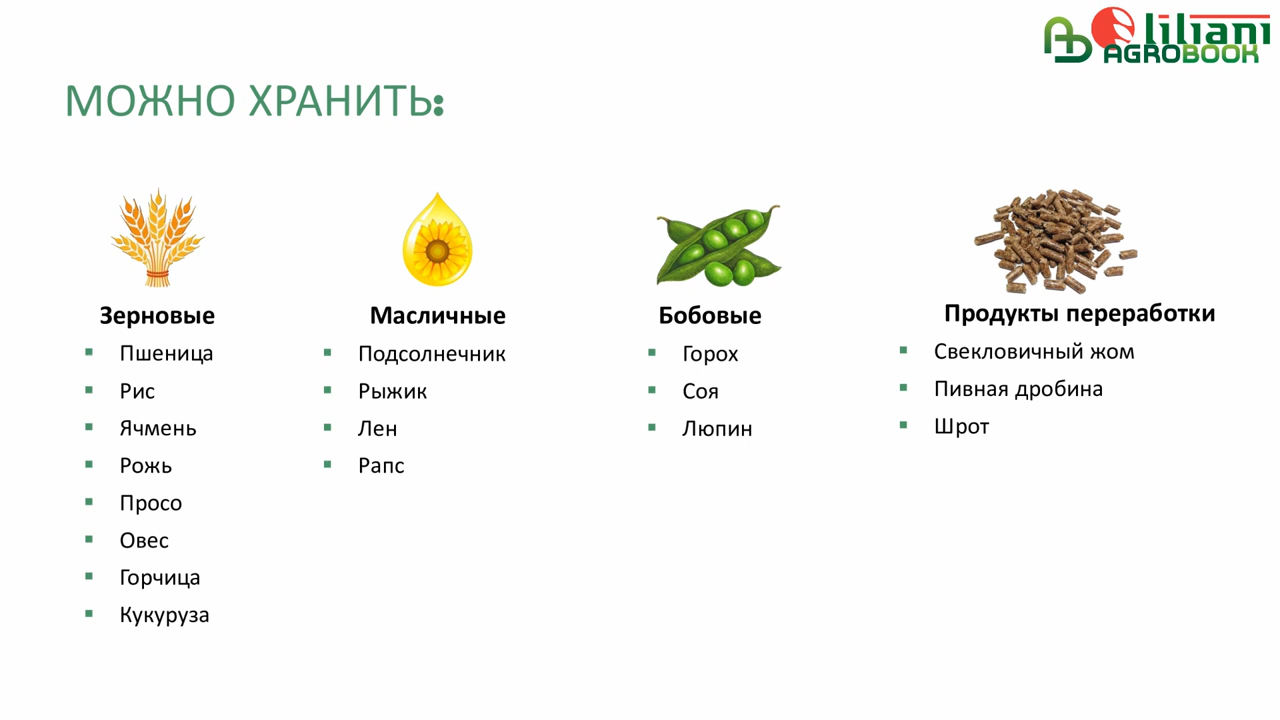 liliani
AGROBOOK
МОЖНО ХРАНИТЬ:
Зерновые
Пшеница
Рис
Ячмень
Рожь
Просо
Овес
Горчица
Кукуруза
Масличные
Подсолнечник
Рыжик
Лен
Рапс
Бобовые
Горох
Соя
Люпин
Продукты переработки
Свекловичный жом
Пивная дробина
Шрот